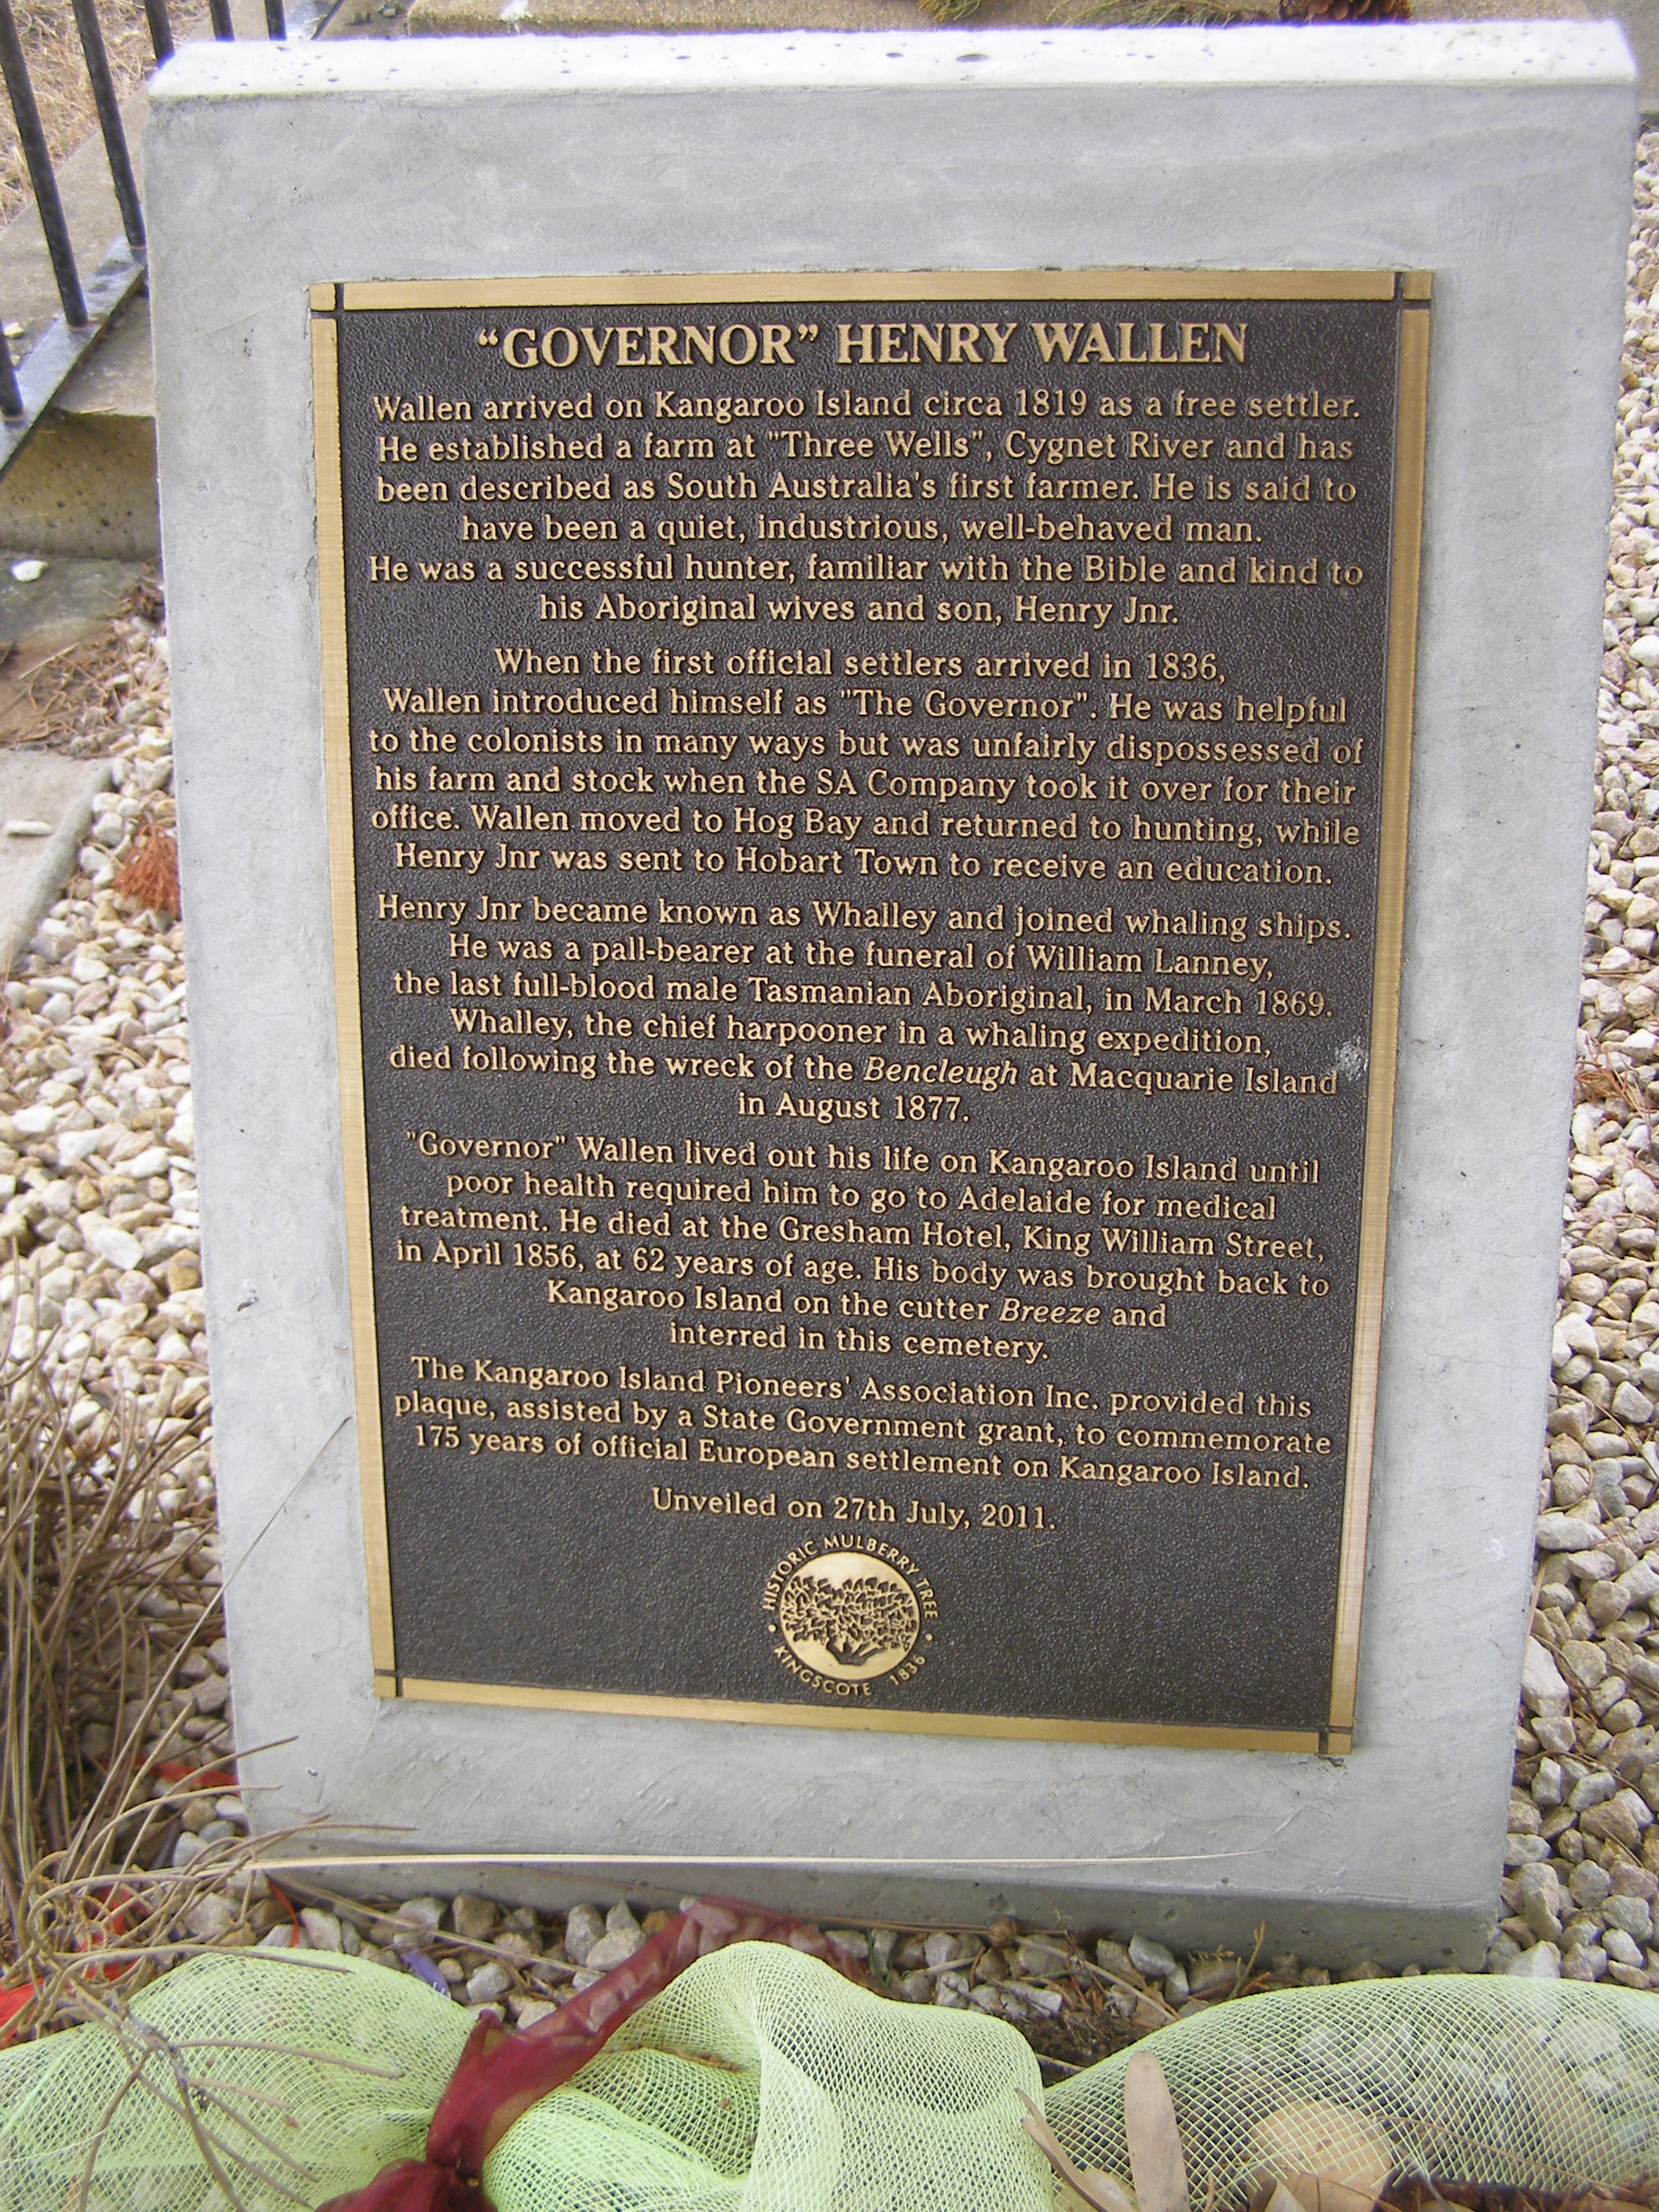 “GOVERNOR” HENRY WALLEN
Wallen arrived on Kangaroo Island circa 1819 as a free settler.
He established a farm at "Three Wells", Cygnet River and has
been described as South Australia's first farmer. He is said to
have been a quiet, industrious, well-behaved man.
He was a successful hunter, familiar with the Bible and kind to
his Aboriginal wives and son, Henry Jnr.
When the first official settlers arrived in 1836,
Wallen introduced himself as "The Governor". He was helpful
to the colonists in many ways but was unfairly dispossessed of
his farm and stock when the SA Company took it over for their
office. Wallen moved to Hog Bay and returned to hunting, while
Henry Jnr was sent to Hobart Town to receive an education.
Henry Jnr became known as Whalley and joined whaling ships.
He was a pall-bearer at the funeral of William Lanney,
the last full-blood male Tasmanian Aboriginal, in March 1869.
Whalley, the chief harpooner in a whaling expedition,
died following the wreck of the Bencleugh at Macquarie Island
in August 1877.
"Governor" Wallen lived out his life on Kangaroo Island until
poor health required him to go to Adelaide for medical
treatment. He died at the Gresham Hotel, King William Street,
in April 1856, at 62 years of age. His body was brought back to
Kangaroo Island on the cutter Breeze and
interred in this cemetery.
The Kangaroo Island Pioneers' Association Inc. provided this
plaque, assisted by a State Government grant, to commemorate
175 years of official European settlement on Kangaroo Island.
Unveiled on 27th July, 2011.
HISTORIC MULBERRY TREE
KINGSCOTE 1836